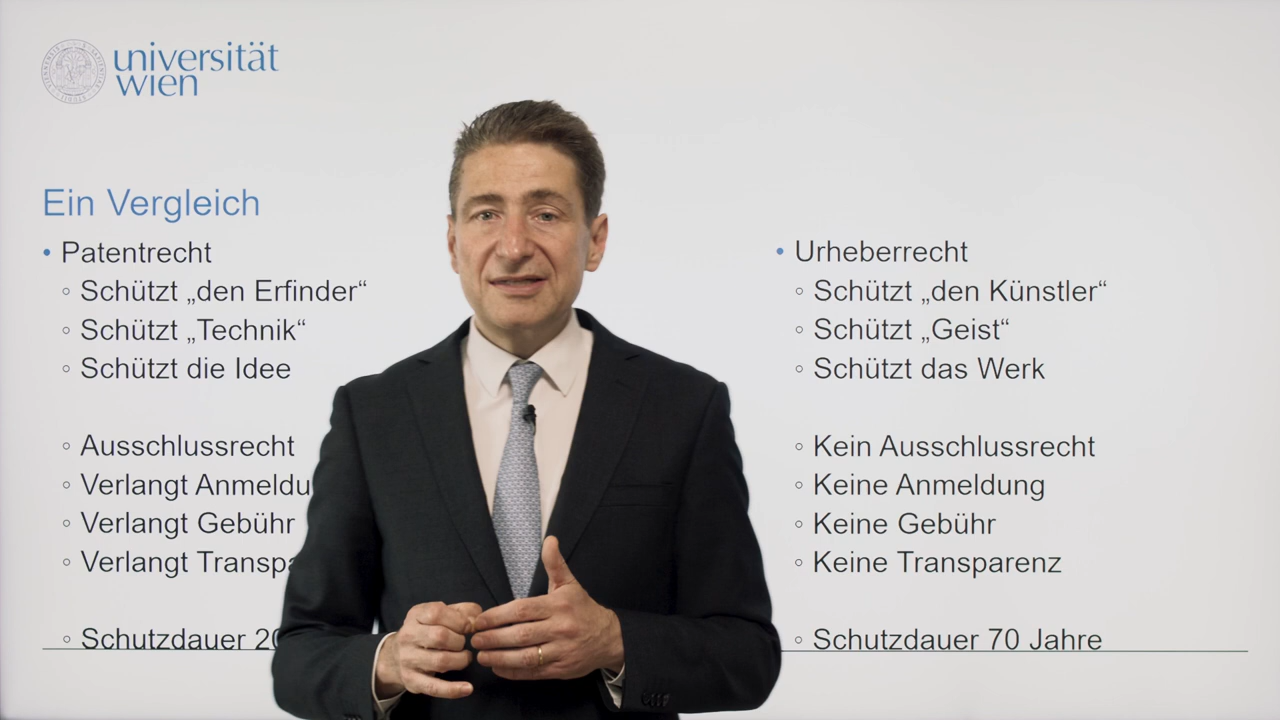 universität
wien
Ein Vergleich
• Patentrecht
◦ Schützt „den Erfinder“
◦ Schützt „Technik“
◦ Schützt die Idee
◦ Ausschlussrecht
◦ Verlangt Anmeldu
◦ Verlangt Gebühr
◦ Verlangt Transpa
◦ Schutzdauer 20
• Urheberrecht
◦ Schützt „den Künstler“
◦ Schützt „Geist“
◦ Schützt das Werk
◦ Kein Ausschlussrecht
◦ Keine Anmeldung
◦ Keine Gebühr
◦ Keine Transparenz
◦ Schutzdauer 70 Jahre